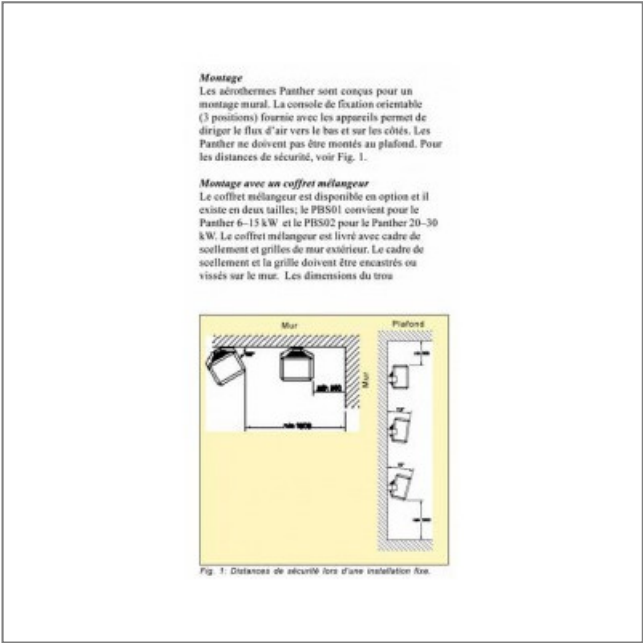 Montage
Les aérothermes Panther sont conçus pour un
montage mural. La console de fixation orientable
(3 positions) fournie avec les appareils permet de
diriger le flux d'air vers le bas et sur les côtés. Les
Panther ne doivent pas être montés au plafond. Pour
les distances de sécurité, voir Fig. 1.
Montage avec un coffret mélangeur
Le coffret mélangeur est disponible en option et il
existe en deux tailles; le PBS01 convient pour le
Panther 6–15 kW et le PBS02 pour le Panther 20–30
kW. Le coffret mélangeur est livré avec cadre de
scellement et grilles de mur extérieur. Le cadre de
scellement et la grille doivent être encastrés ou
vissés sur le mur. Les dimensions du trou
Mur
Plafond
Mur
min
min
Fig. 1: Distances de sécurité lors d'une installation fixe.